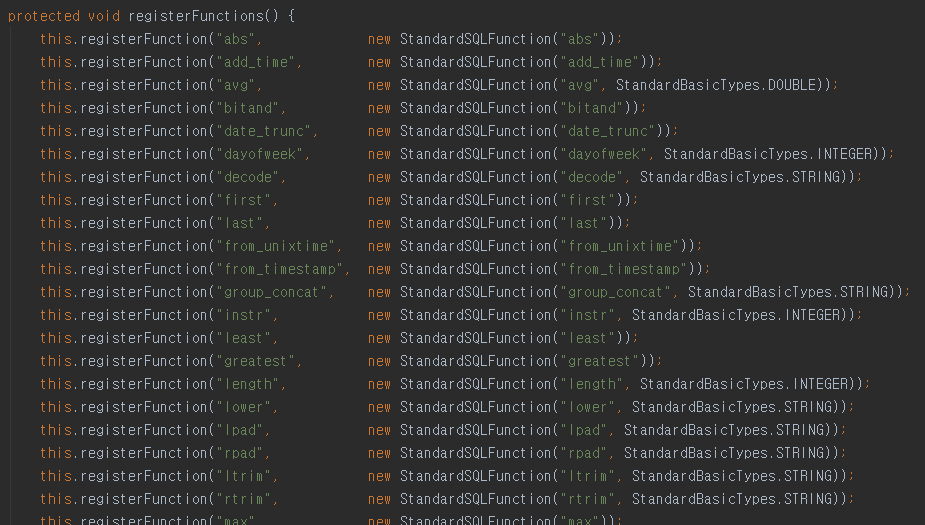 protected void registerFunctions() {
    this.registerFunction("abs",             new StandardSQLFunction("abs"));
    this.registerFunction("add_time",        new StandardSQLFunction("add_time"));
    this.registerFunction("avg",             new StandardSQLFunction("avg", StandardBasicTypes.DOUBLE));
    this.registerFunction("bitand",          new StandardSQLFunction("bitand"));
    this.registerFunction("date_trunc",      new StandardSQLFunction("date_trunc"));
    this.registerFunction("dayofweek",       new StandardSQLFunction("dayofweek", StandardBasicTypes.INTEGER));
    this.registerFunction("decode",          new StandardSQLFunction("decode", StandardBasicTypes.STRING));
    this.registerFunction("first",           new StandardSQLFunction("first"));
    this.registerFunction("last",            new StandardSQLFunction("last"));
    this.registerFunction("from_unixtime",   new StandardSQLFunction("from_unixtime"));
    this.registerFunction("from_timestamp",  new StandardSQLFunction("from_timestamp"));
    this.registerFunction("group_concat",    new StandardSQLFunction("group_concat", StandardBasicTypes.STRING));
    this.registerFunction("instr",           new StandardSQLFunction("instr", StandardBasicTypes.INTEGER));
    this.registerFunction("least",           new StandardSQLFunction("least"));
    this.registerFunction("greatest",        new StandardSQLFunction("greatest"));
    this.registerFunction("length",          new StandardSQLFunction("length", StandardBasicTypes.INTEGER));
    this.registerFunction("lower",           new StandardSQLFunction("lower", StandardBasicTypes.STRING));
    this.registerFunction("lpad",            new StandardSQLFunction("lpad", StandardBasicTypes.STRING));
    this.registerFunction("rpad",            new StandardSQLFunction("rpad", StandardBasicTypes.STRING));
    this.registerFunction("ltrim",           new StandardSQLFunction("ltrim", StandardBasicTypes.STRING));
    this.registerFunction("rtrim",           new StandardSQLFunction("rtrim", StandardBasicTypes.STRING));
    this.registerFunction("max",             new StandardSQLFunction("max"));